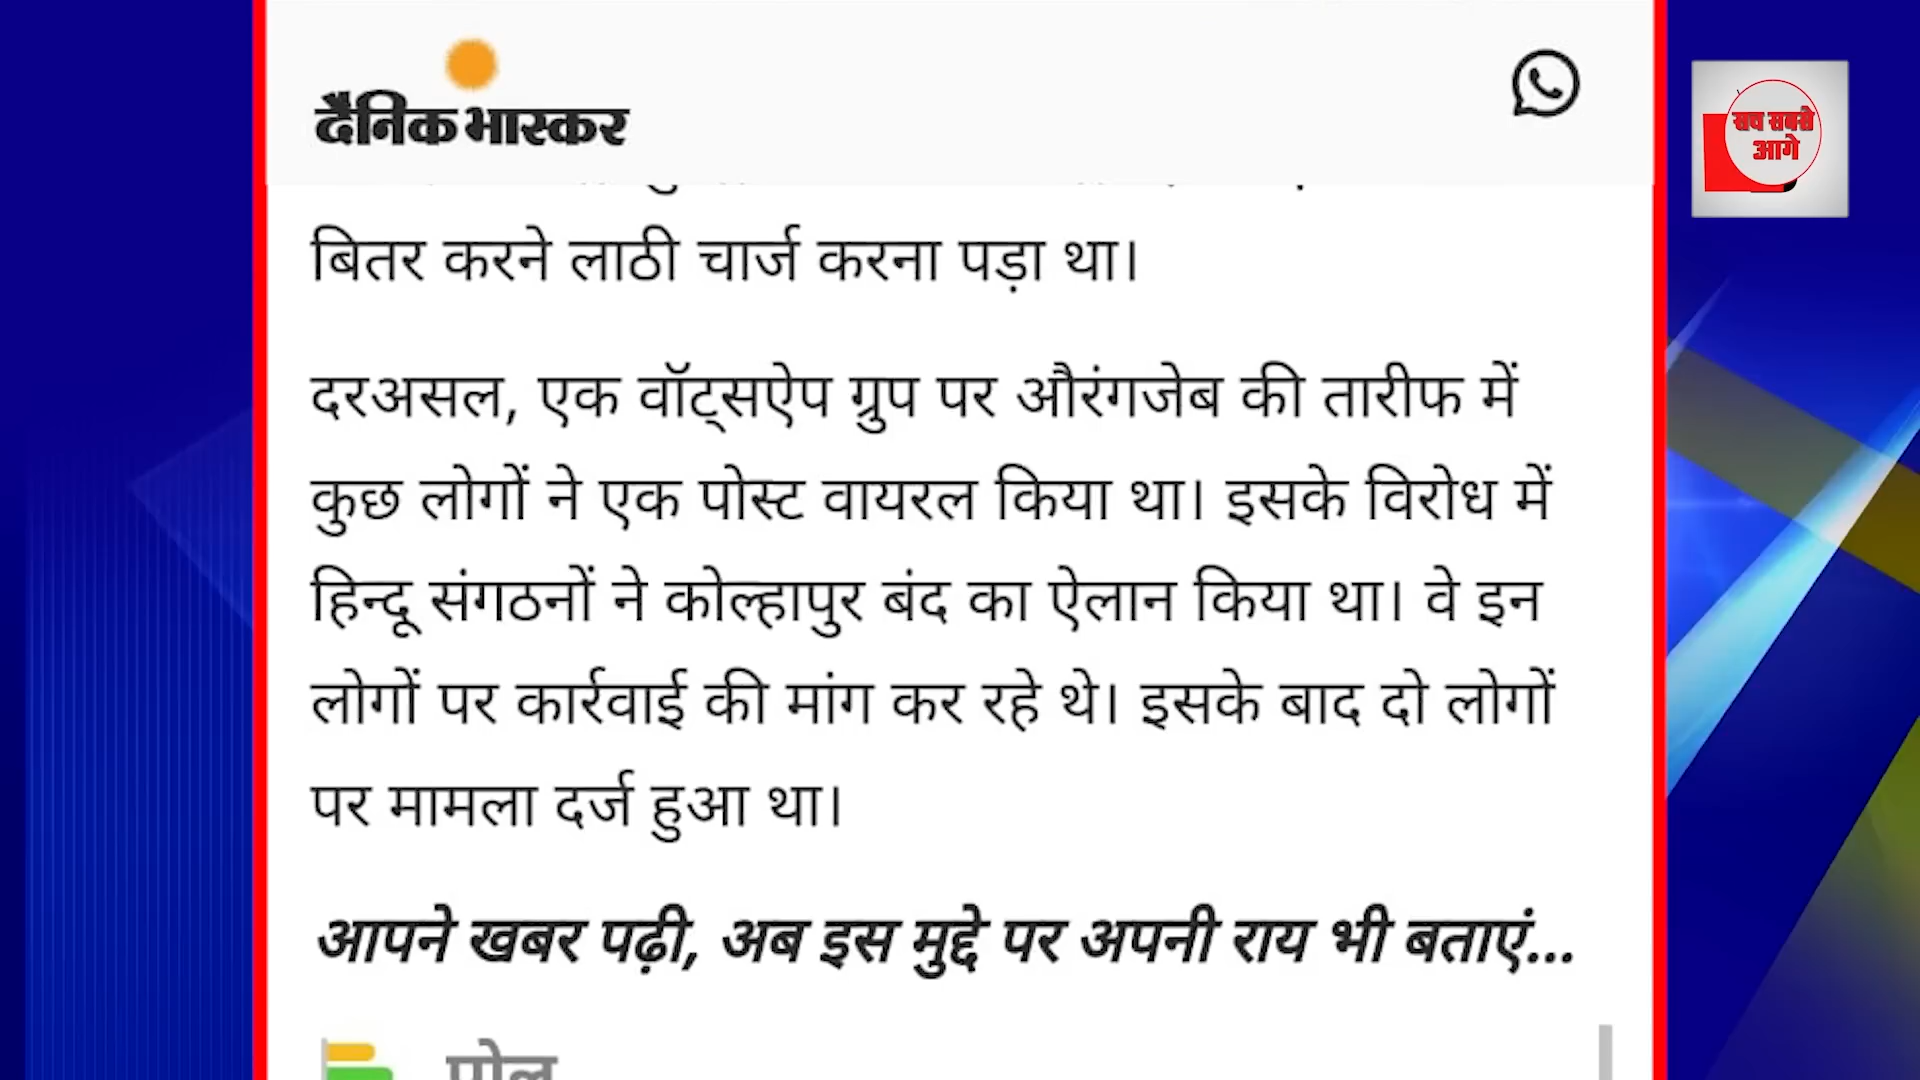 दैनिक भास्कर
सच सबसे
आगे
बितर करने लाठी चार्ज करना पड़ा था।
दरअसल, एक वॉट्सऐप ग्रुप पर औरंगजेब की तारीफ में
कुछ लोगों ने एक पोस्ट वायरल किया था। इसके विरोध में
हिन्दू संगठनों ने कोल्हापुर बंद का ऐलान किया था। वे इन
लोगों पर कार्रवाई की मांग कर रहे थे। इसके बाद दो लोगों
पर मामला दर्ज हुआ था।
आपने खबर पढ़ी, अब इस मुद्दे पर अपनी राय भी बताएं...
पोल